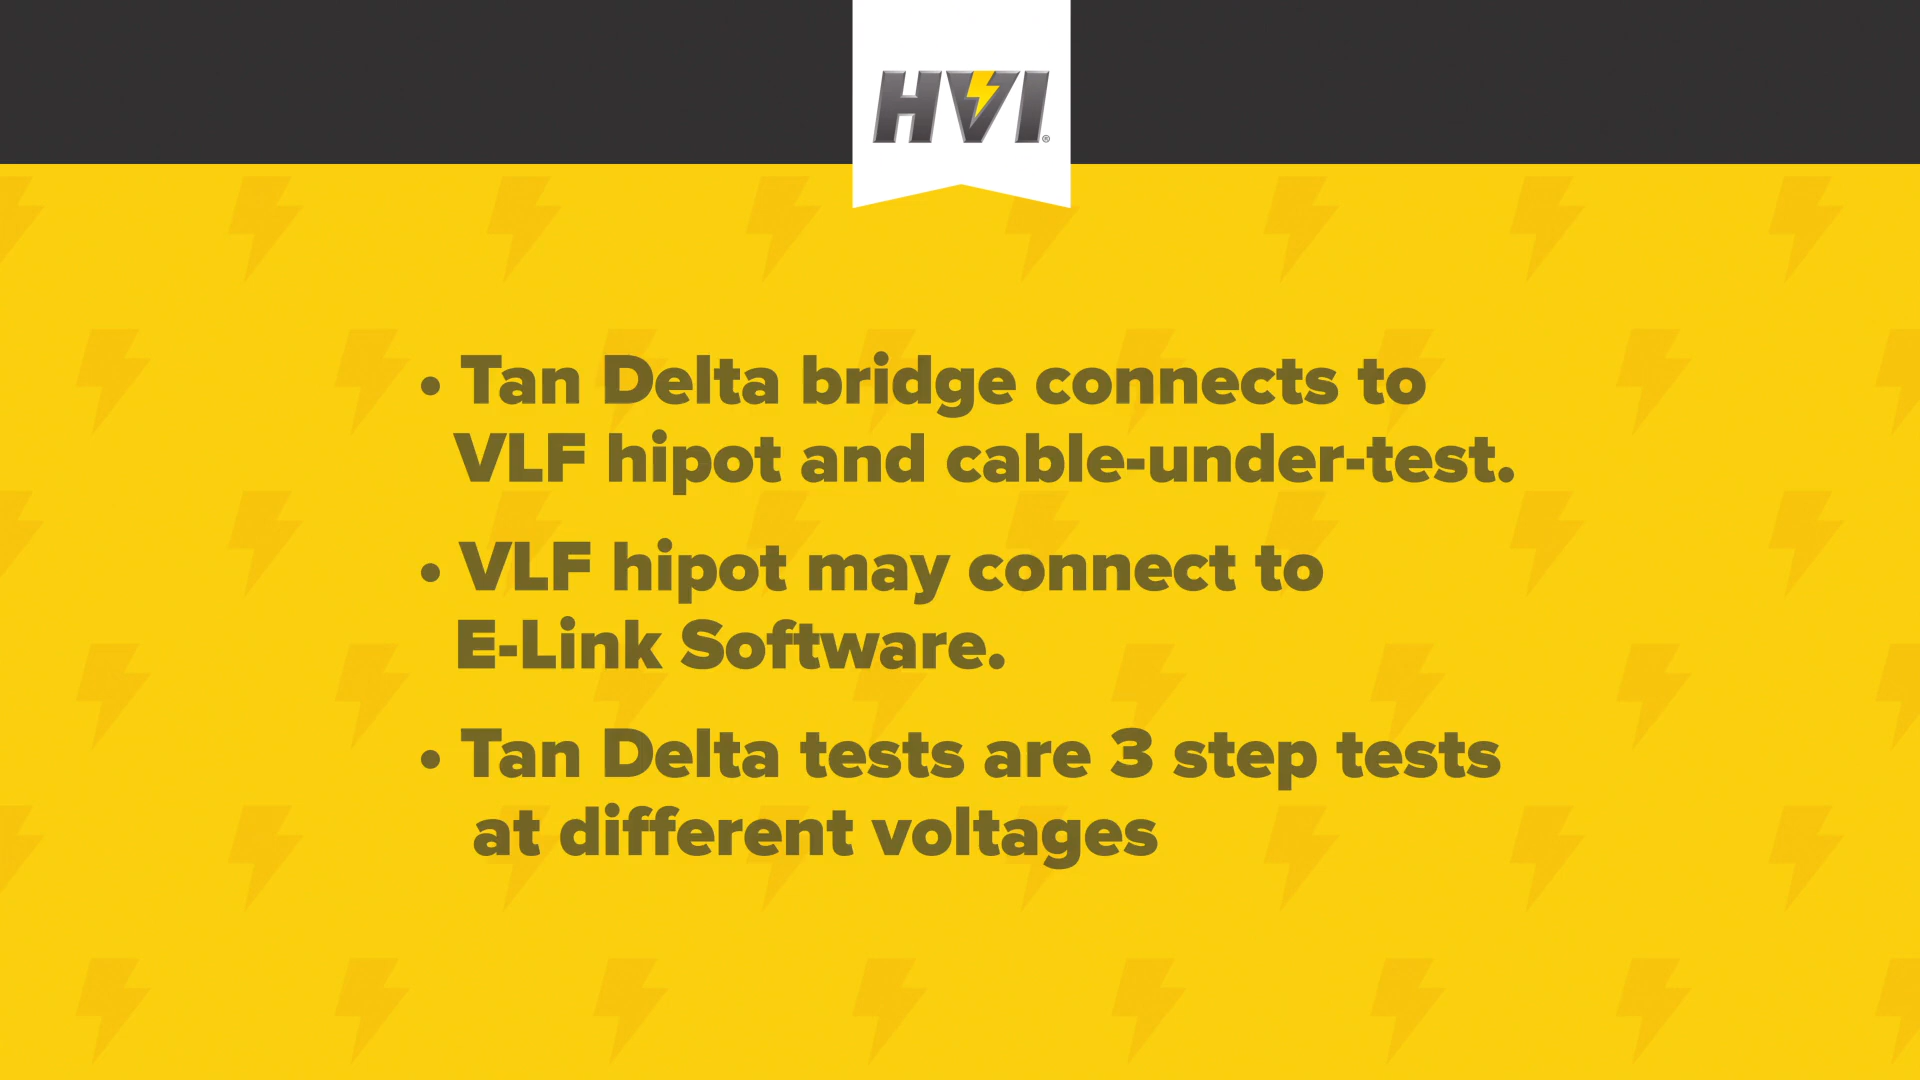 HVI®
• Tan Delta bridge connects to
VLF hipot and cable-under-test.
• VLF hipot may connect to
E-Link Software.
• Tan Delta tests are 3 step tests
at different voltages